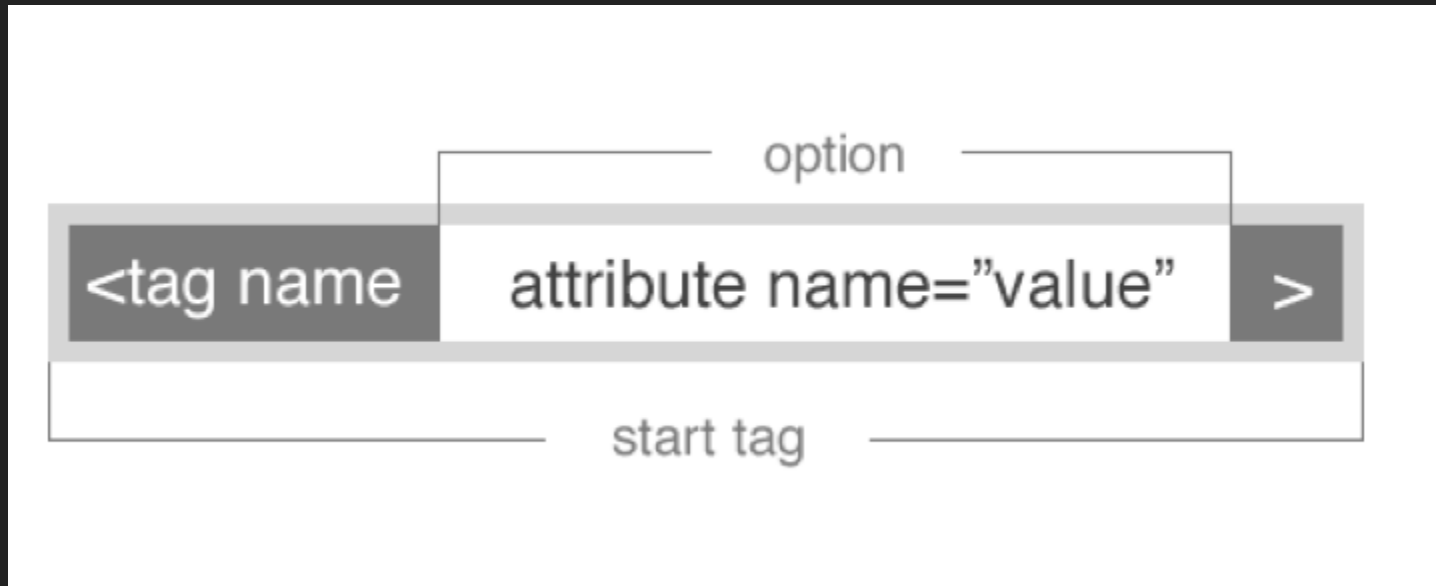 option
<tag name attribute name=”value” >
start tag